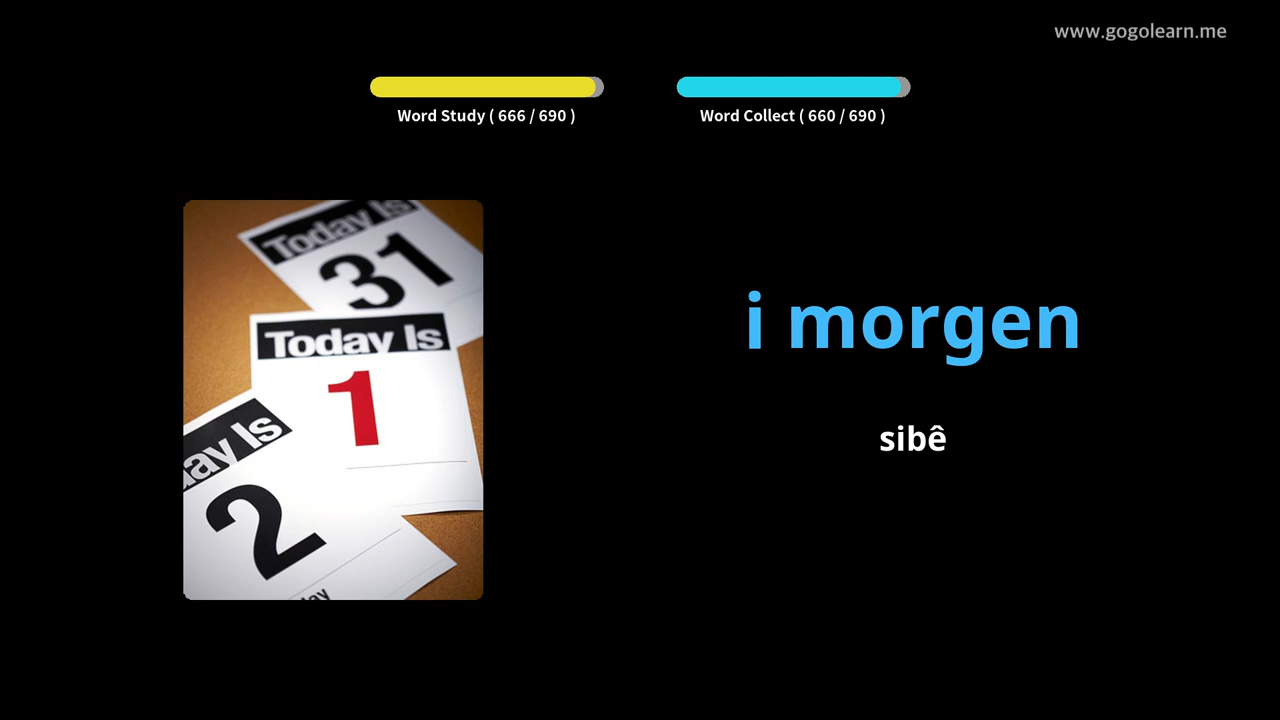 www.gogolearn.me
Word Study ( 666 / 690 )
Word Collect ( 660 / 690 )
Today Is
31
Today Is
1
ay Is
2
ay
i morgen
sibê